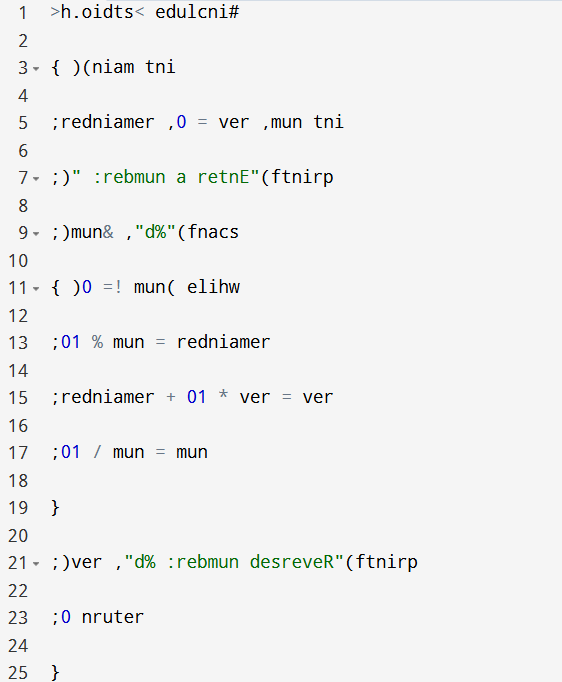 1 >h.oidts< edulcni#
2
3 { )(niam tni
4
5 ;redniamer ,0 = ver ,mun tni
6
7 ;)" :rebmun a retnE"(ftnirp
8
9 ;)mun& ,"d%"(fnacs
10
11 { )0 =! mun( elihw
12
13 ;01 % mun = redniamer
14
15 ;redniamer + 01 * ver = ver
16
17 ;01 / mun = mun
18
19 }
20
21 ;)ver ,"d% :rebmun desreveR"(ftnirp
22
23 ;0 nruter
24
25 }